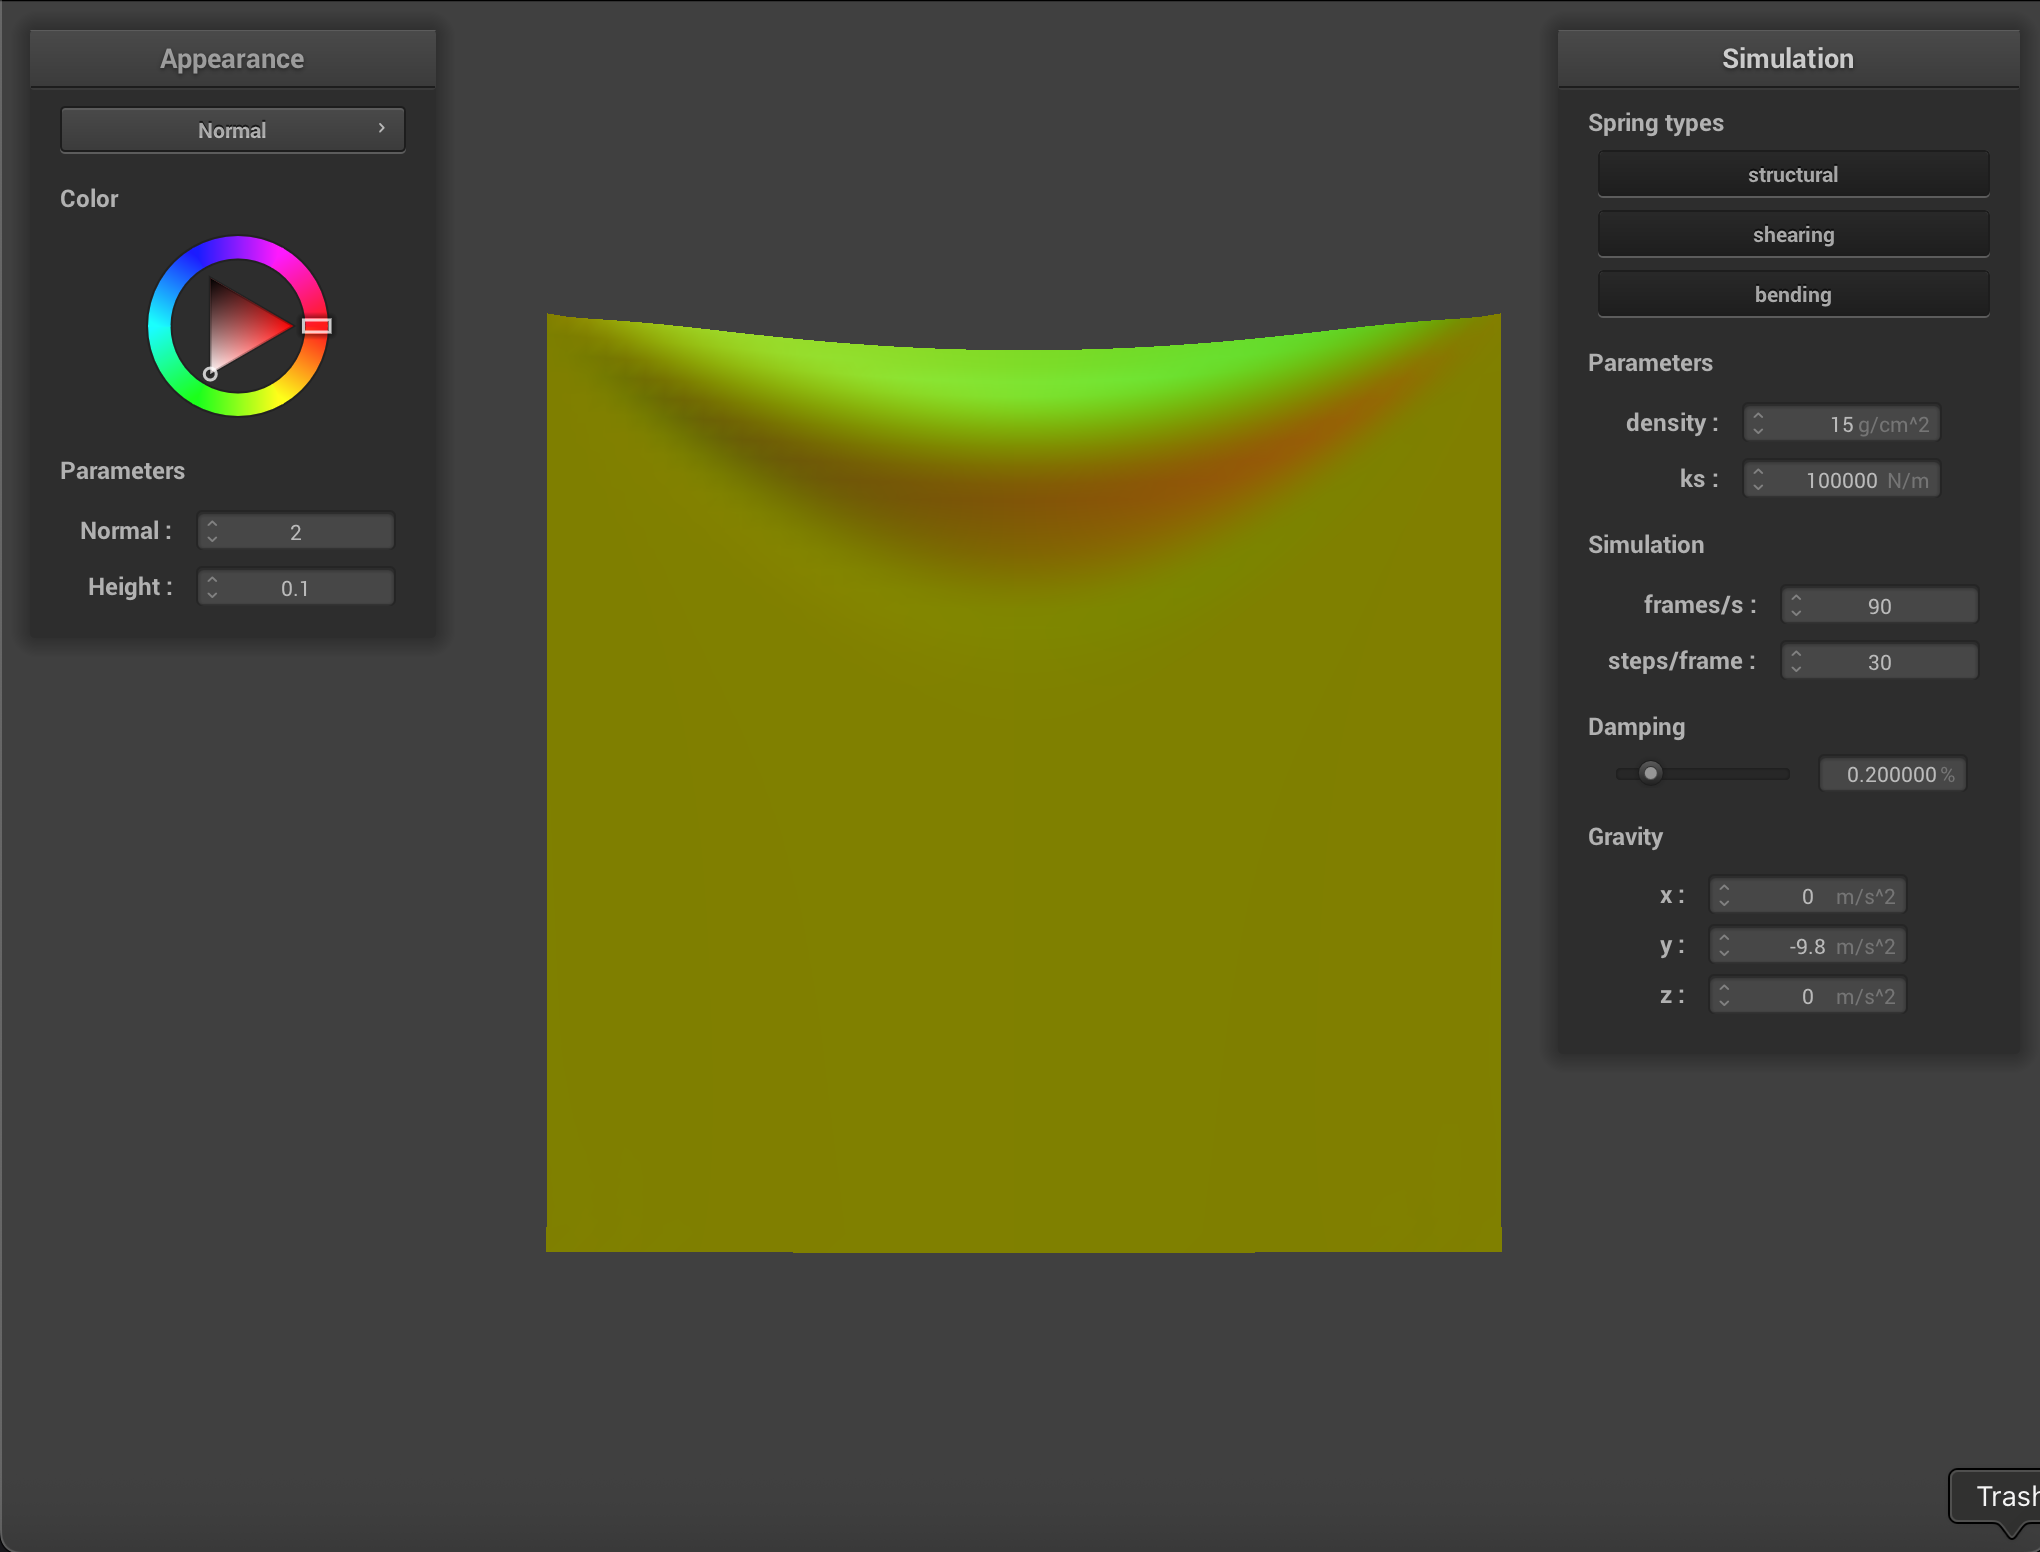 Appearance
Normal
Color
Parameters
Normal :
2
Height :
0.1
Simulation
Spring types
structural
shearing
bending
Parameters
density :
15 g/cm^2
ks :
100000 N/m
Simulation
frames/s :
90
steps/frame :
30
Damping
0.200000 %
Gravity
x :
0 m/s^2
y :
-9.8 m/s^2
z :
0 m/s^2
Trash